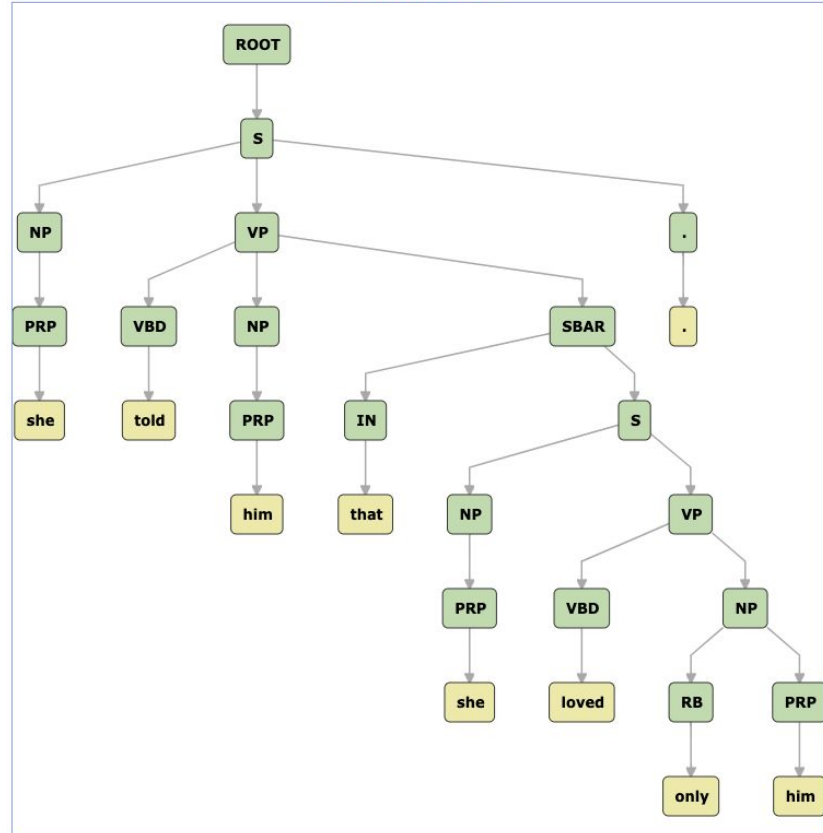 ROOT
S
NP VP .
PRP VBD NP SBAR .
she told PRP IN S
him that NP VP
PRP VBD NP
she loved RB PRP
only him